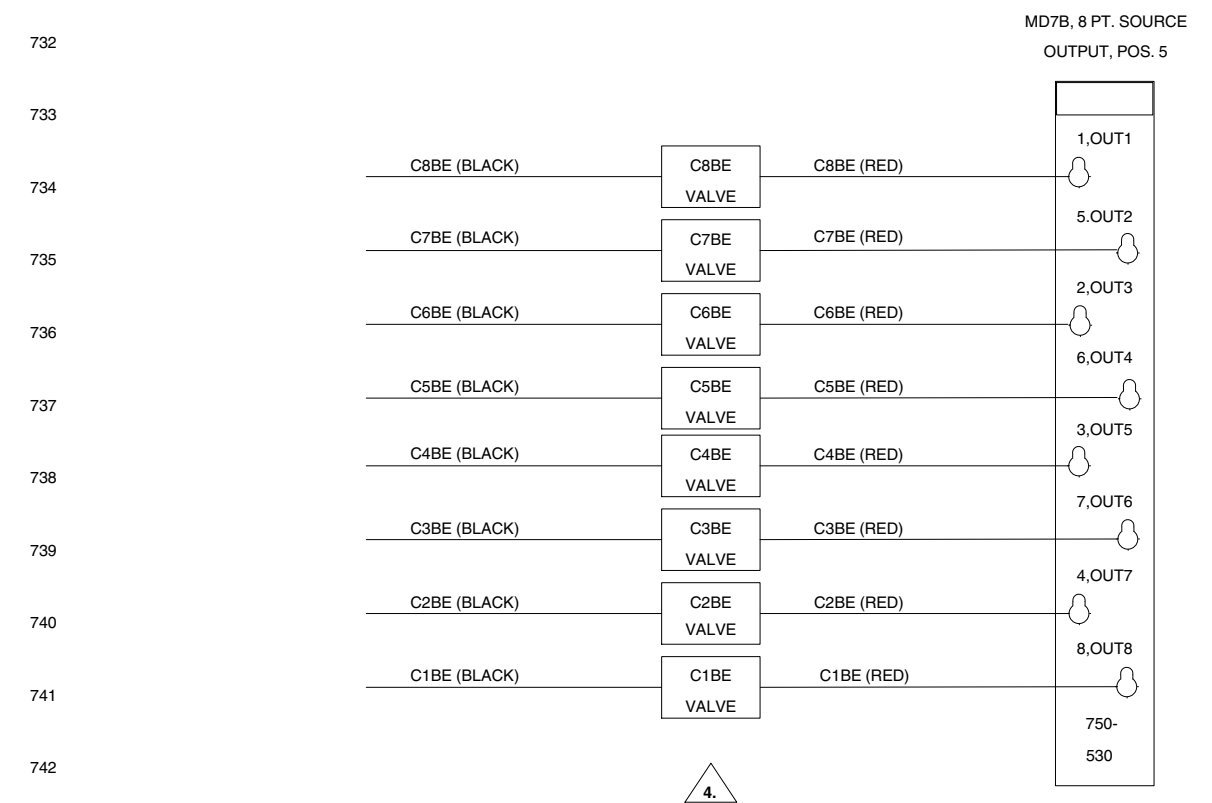 MD7B, 8 PT. SOURCE
732
OUTPUT, POS. 5
733
1,OUT1
C8BE (BLACK) C8BE C8BE (RED)
734
VALVE
5.OUT2
C7BE (BLACK) C7BE C7BE (RED)
735
VALVE
2,OUT3
C6BE (BLACK) C6BE C6BE (RED)
736
VALVE
6,OUT4
C5BE (BLACK) C5BE C5BE (RED)
737
VALVE
3,OUT5
C4BE (BLACK) C4BE C4BE (RED)
738
VALVE
7,OUT6
C3BE (BLACK) C3BE C3BE (RED)
739
VALVE
4,OUT7
C2BE (BLACK) C2BE C2BE (RED)
740
VALVE
8,OUT8
C1BE (BLACK) C1BE C1BE (RED)
741
VALVE
750-
530
742
4.